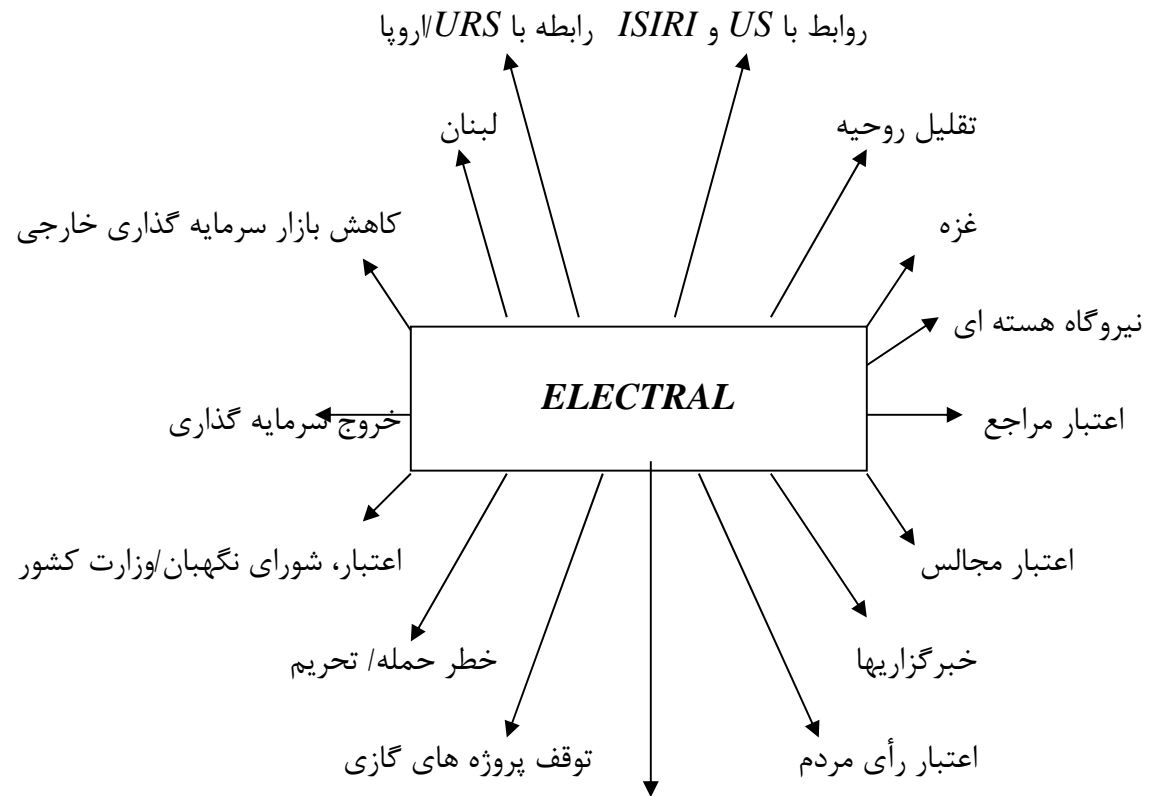 روابط با US و ISIRI رابطه با URS/اروپا
تقلیل روحیه
لبنان
غزه
کاهش بازار سرمایه گذاری خارجی
نیروگاه هسته ای
ELECTRAL
اعتبار مراجع
خروج سرمایه گذاری
اعتبار مجالس
اعتبار، شورای نگهبان/وزارت کشور
خبرگزاریها
خطر حمله/ تحریم
اعتبار رأی مردم
توقف پروژه های گازی